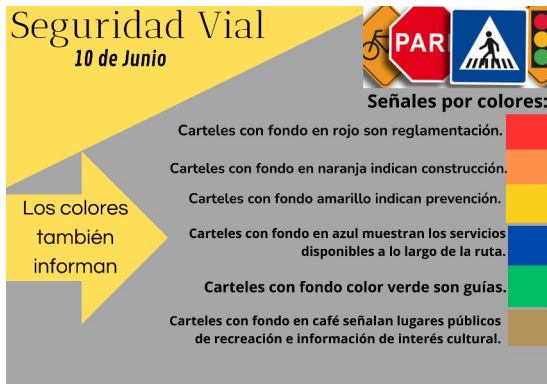 Seguridad Vial
10 de Junio
PAR
Señales por colores:
Carteles con fondo en rojo son reglamentación.
Carteles con fondo en naranja indican construcción.
Carteles con fondo amarillo indican prevención.
Los colores
también
informan
Carteles con fondo en azul muestran los servicios
disponibles a lo largo de la ruta.
Carteles con fondo color verde son guías.
Carteles con fondo en café señalan lugares públicos
de recreación e información de interés cultural.